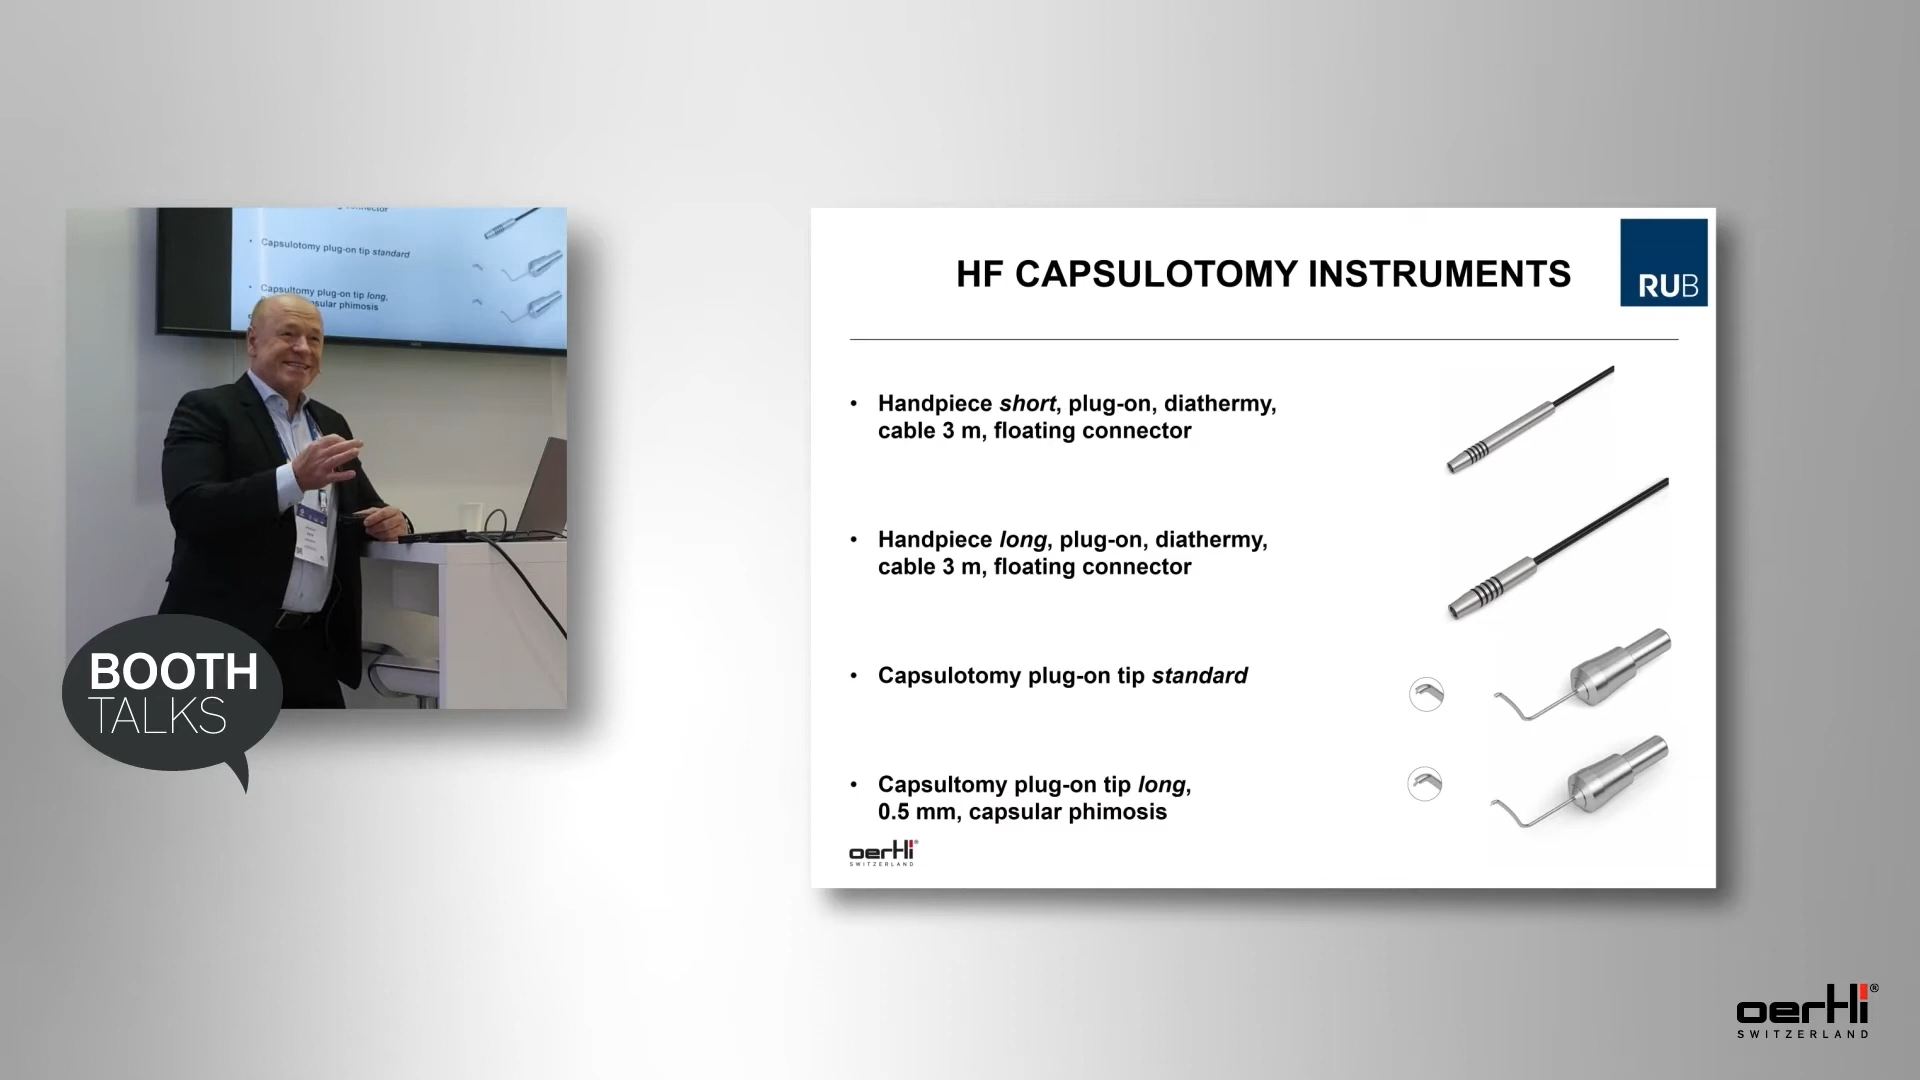 Capsulotomy plug-on tip standard
Capsultomy plug-on tip long,
capsular phimosis
BOOTH
TALKS
HF CAPSULOTOMY INSTRUMENTS
RUB
• Handpiece short, plug-on, diathermy,
cable 3 m, floating connector
• Handpiece long, plug-on, diathermy,
cable 3 m, floating connector
• Capsulotomy plug-on tip standard
• Capsultomy plug-on tip long,
0.5 mm, capsular phimosis
oertli®
SWITZERLAND
oertli®
SWITZERLAND